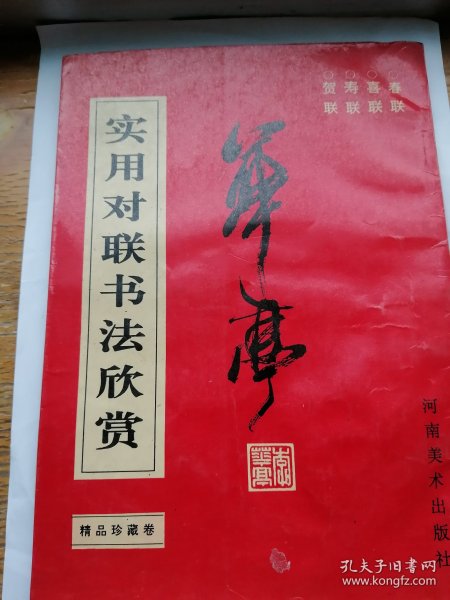 春联
喜联
寿联
贺联
实用对联书法欣赏
精品珍藏卷
河南美术出版社
孔夫子旧书网
www.kongfz.com